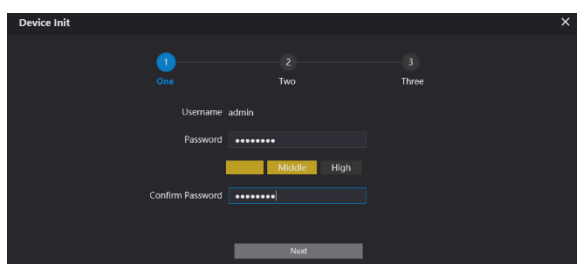 Device Init
1 2 3
One Two Three
Username admin
Password ••••••••
Middle High
Confirm Password ••••••••
Next